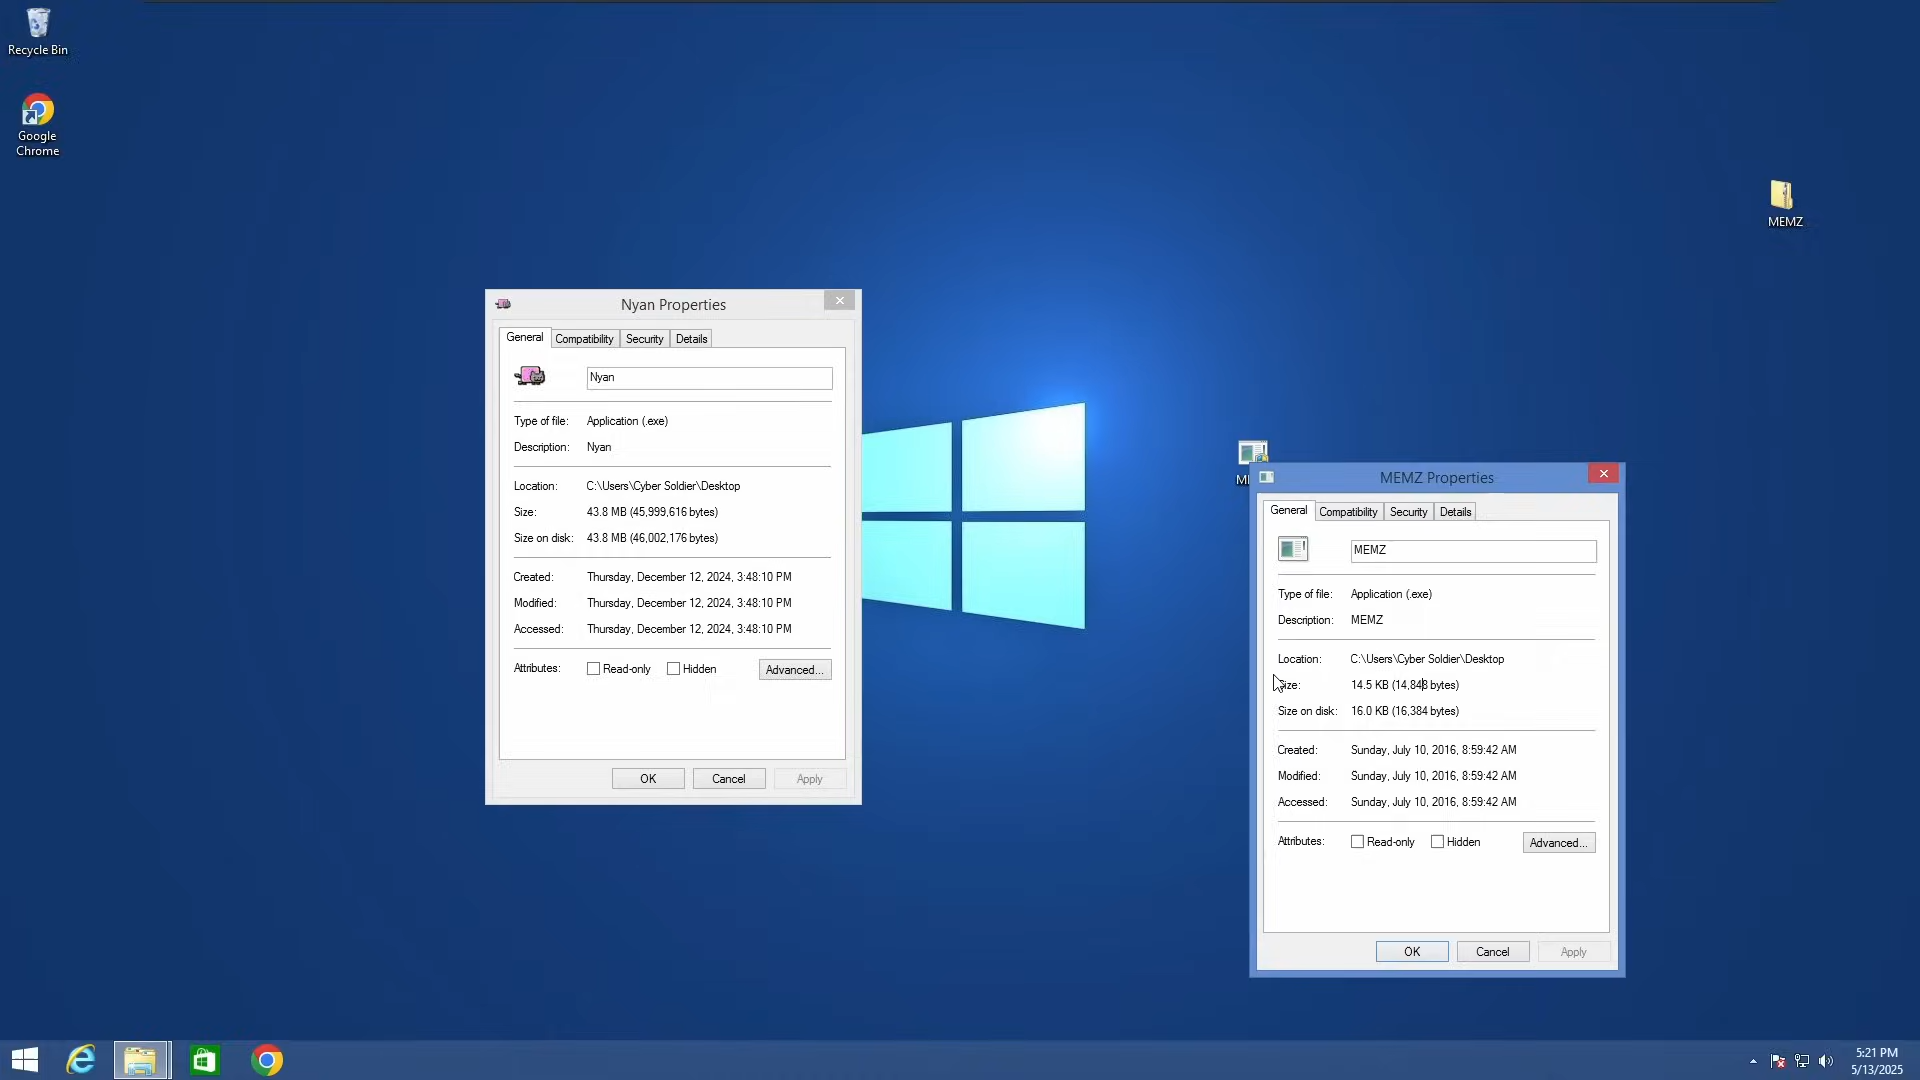 Recycle Bin
Google
Chrome
MEMZ
Nyan Properties
General
Compatibility
Security
Details
Nyan
Type of file: Application (.exe)
Description: Nyan
Location: C:\Users\Cyber Soldier\Desktop
Size: 43.8 MB (45,999,616 bytes)
Size on disk: 43.8 MB (46,002,176 bytes)
Created: Thursday, December 12, 2024, 3:48:10 PM
Modified: Thursday, December 12, 2024, 3:48:10 PM
Accessed: Thursday, December 12, 2024, 3:48:10 PM
Attributes: Read-only Hidden Advanced...
OK Cancel Apply
MEMZ Properties
General
Compatibility
Security
Details
MEMZ
Type of file: Application (.exe)
Description: MEMZ
Location: C:\Users\Cyber Soldier\Desktop
Size: 14.5 KB (14,848 bytes)
Size on disk: 16.0 KB (16,384 bytes)
Created: Sunday, July 10, 2016, 8:59:42 AM
Modified: Sunday, July 10, 2016, 8:59:42 AM
Accessed: Sunday, July 10, 2016, 8:59:42 AM
Attributes: Read-only Hidden Advanced...
OK Cancel Apply
5:21 PM
5/13/2025